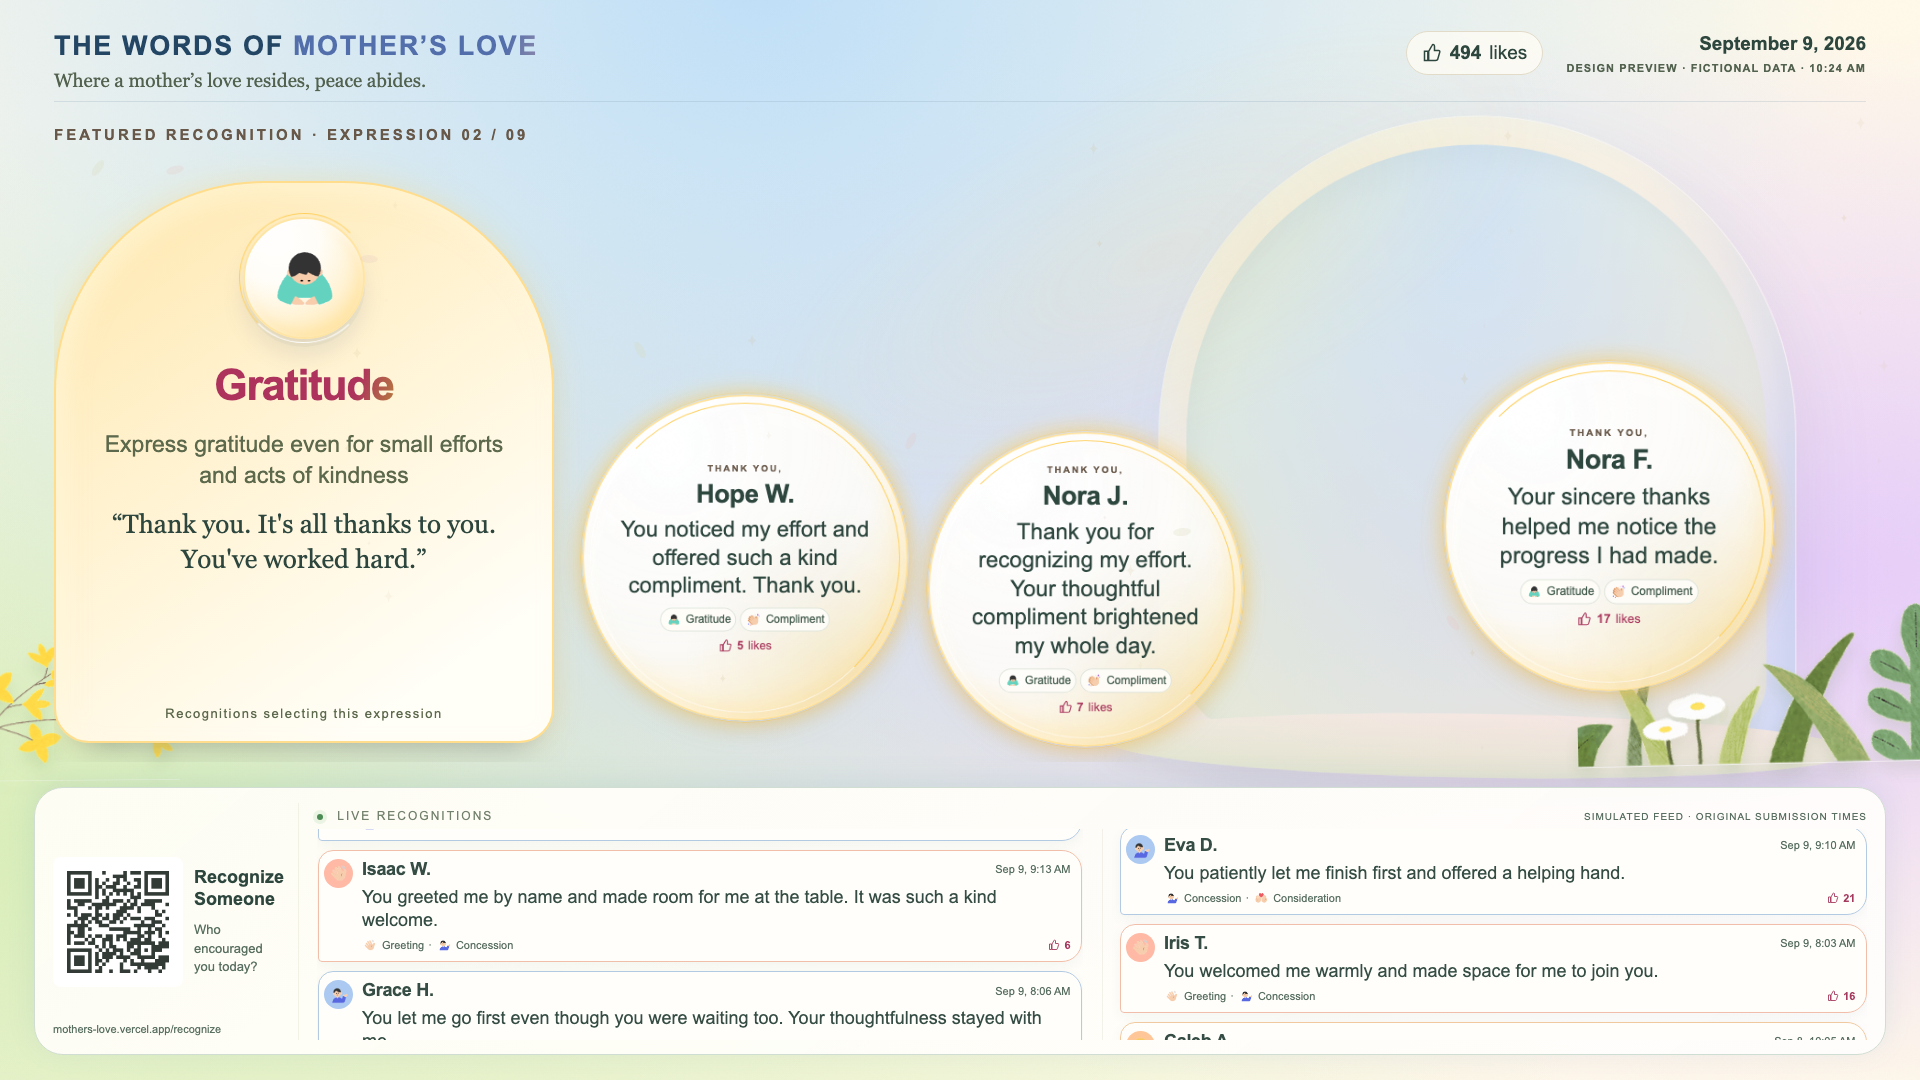 THE WORDS OF MOTHER’S LOVE
Where a mother’s love resides, peace abides.
494 likes
September 9, 2026
DESIGN PREVIEW · FICTIONAL DATA · 10:24 AM
FEATURED RECOGNITION · EXPRESSION 02 / 09
Gratitude
Express gratitude even for small efforts
and acts of kindness
“Thank you. It's all thanks to you.
You've worked hard.”
Recognitions selecting this expression
THANK YOU,
Hope W.
You noticed my effort and
offered such a kind
compliment. Thank you.
Gratitude Compliment
5 likes
THANK YOU,
Nora J.
Thank you for
recognizing my effort.
Your thoughtful
compliment brightened
my whole day.
Gratitude Compliment
7 likes
THANK YOU,
Nora F.
Your sincere thanks
helped me notice the
progress I had made.
Gratitude Compliment
17 likes
Recognize
Someone
Who
encouraged
you today?
mothers-love.vercel.app/recognize
LIVE RECOGNITIONS
SIMULATED FEED · ORIGINAL SUBMISSION TIMES
Isaac W.
Sep 9, 9:13 AM
You greeted me by name and made room for me at the table. It was such a kind
welcome.
Greeting · Concession
6
Grace H.
Sep 9, 8:06 AM
You let me go first even though you were waiting too. Your thoughtfulness stayed with
me.
Eva D.
Sep 9, 9:10 AM
You patiently let me finish first and offered a helping hand.
Concession · Consideration
21
Iris T.
Sep 9, 8:03 AM
You welcomed me warmly and made space for me to join you.
Greeting · Concession
16
Caleb A.